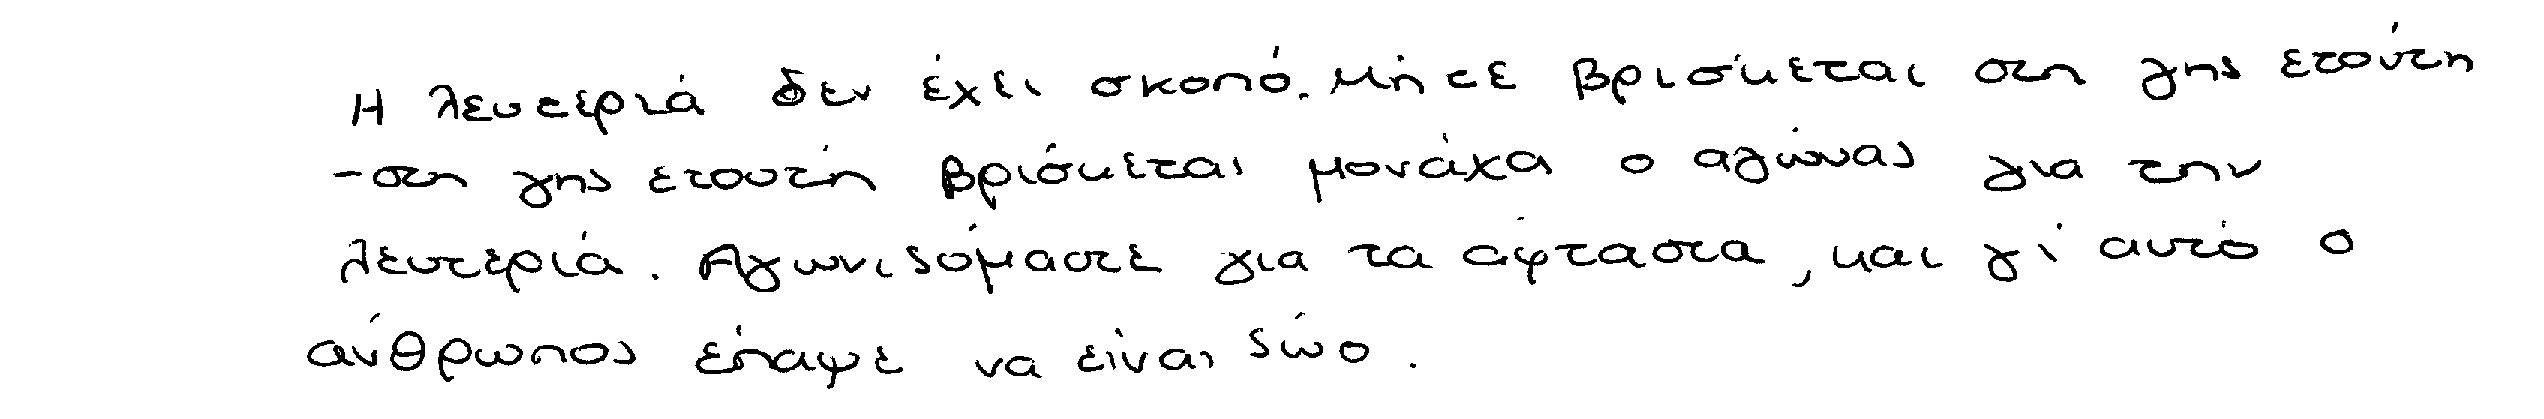 Η λευτεριά δεν έχει σκοπό. Μήτε βρίσκεται στη γης ετούτη
-στη γης ετούτη βρίσκεται μονάχα ο αγώνας για την
λευτεριά. Αγωνιζόμαστε για τα άφταστα, και γι' αυτό ο
άνθρωπος έπαψε να είναι ζώο.